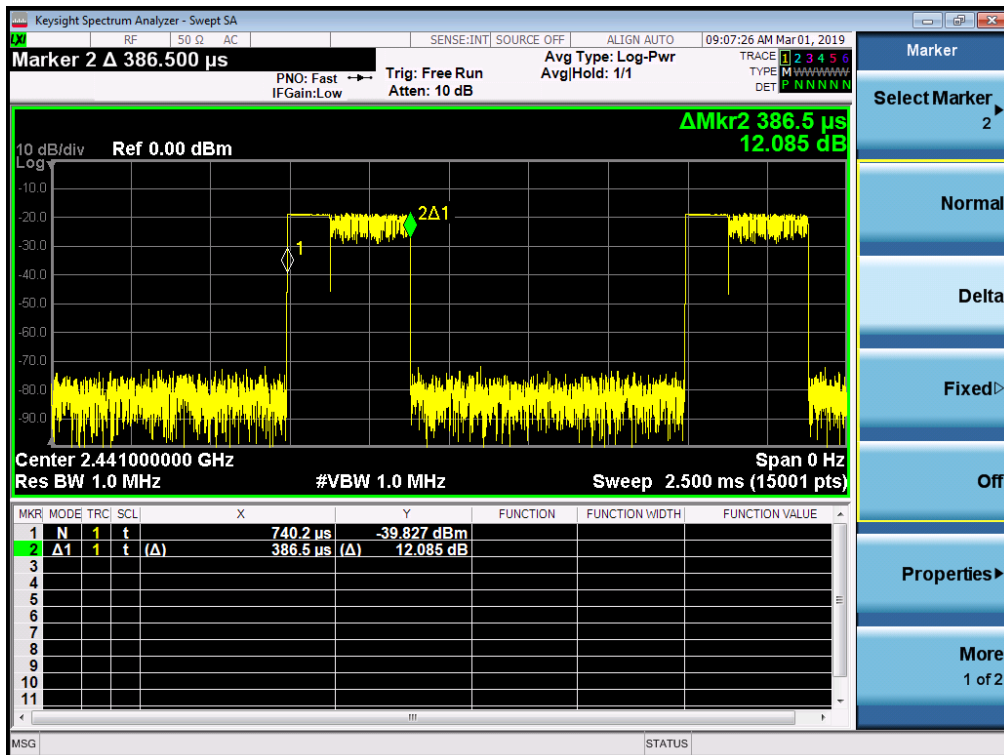 Keysight Spectrum Analyzer - Swept SA
LXI RF 50 Ω AC SENSE:INT SOURCE OFF ALIGN AUTO 09:07:26 AM Mar 01, 2019
Marker 2 Δ 386.500 µs
PNO: Fast
IFGain:Low
Trig: Free Run
Atten: 10 dB
Avg Type: Log-Pwr
Avg|Hold: 1/1
TRACE 1 2 3 4 5 6
TYPE M WWWWW
DET P N N N N N
ΔMkr2 386.5 µs
12.085 dB
10 dB/div Ref 0.00 dBm
Log
-10.0
-20.0
2Δ1
-30.0
1
-40.0
-50.0
-60.0
-70.0
-80.0
-90.0
Center 2.441000000 GHz Span 0 Hz
Res BW 1.0 MHz #VBW 1.0 MHz Sweep 2.500 ms (15001 pts)
MKR MODE TRC SCL X Y FUNCTION FUNCTION WIDTH FUNCTION VALUE
1 N 1 t 740.2 µs -39.827 dBm
2 Δ1 1 t (Δ) 386.5 µs (Δ) 12.085 dB
3
4
5
6
7
8
9
10
11
MSG STATUS
Marker
Select Marker
2
Normal
Delta
Fixed
Off
Properties
More
1 of 2